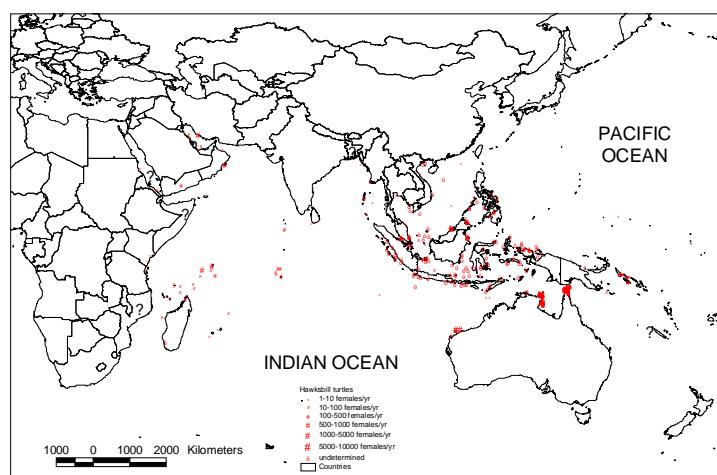 PACIFIC
OCEAN
?
?
?
INDIAN OCEAN
Hawksbill turtles
# 1-10 females/yr
# 10-100 females/yr
# 100-500 females/yr
# 500-1000 females/yr
# 1000-5000 females/yr
# 5000-10000 females/yr
undetermined
Countries
1000 0 1000 2000 Kilometers